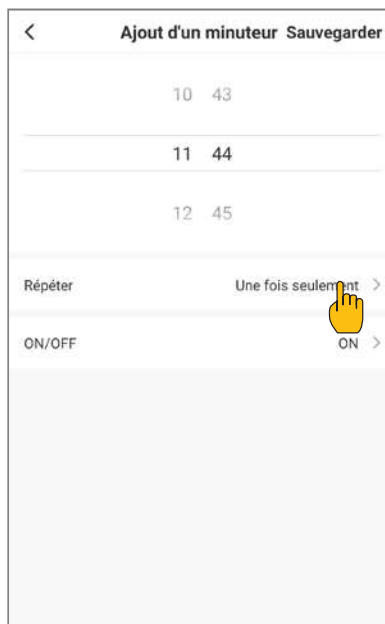 Ajout d'un minuteur Sauvegarder
10 43
11 44
12 45
Répéter Une fois seulement
ON/OFF ON